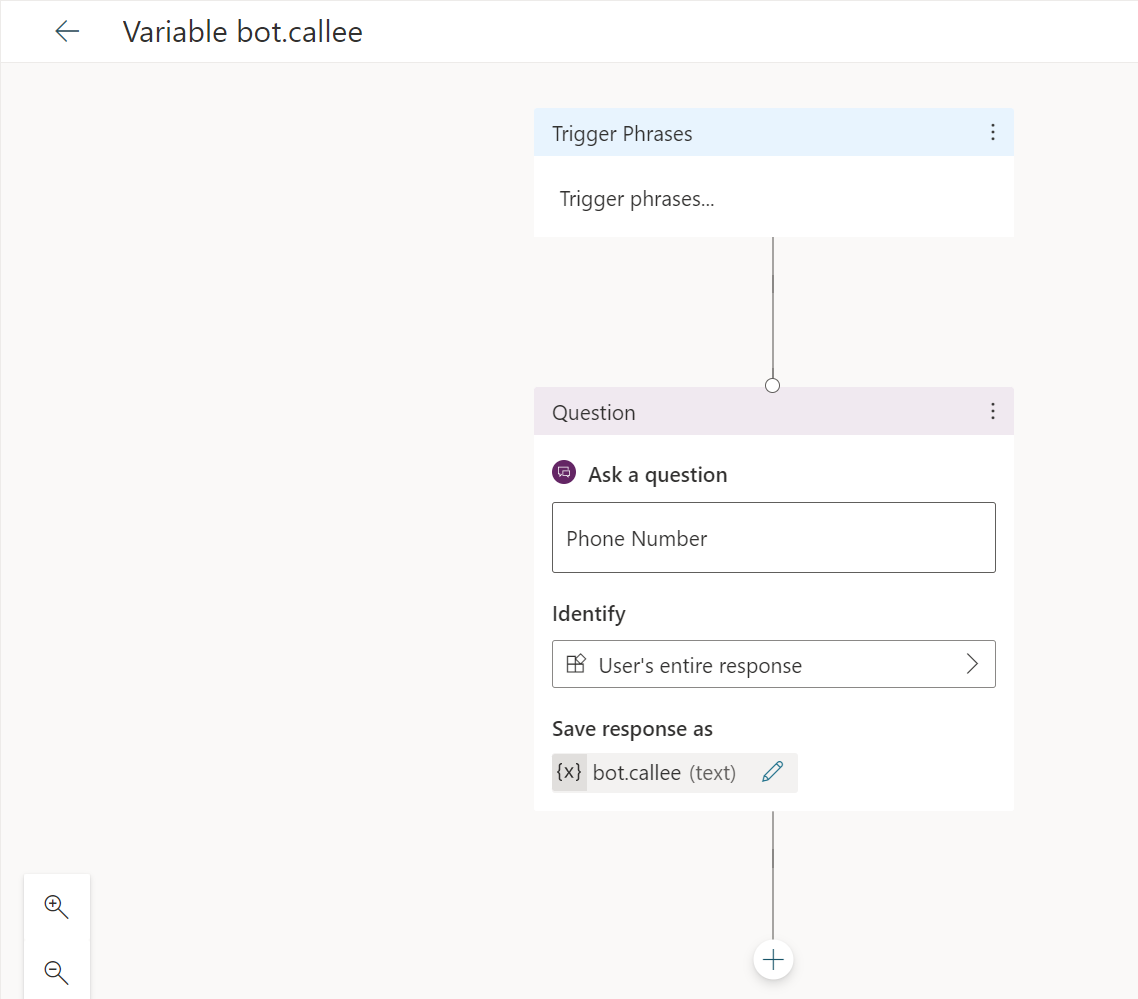 Variable bot.callee
Trigger Phrases
Trigger phrases...
Question
Ask a question
Phone Number
Identify
User's entire response
Save response as
{x} bot.callee (text)